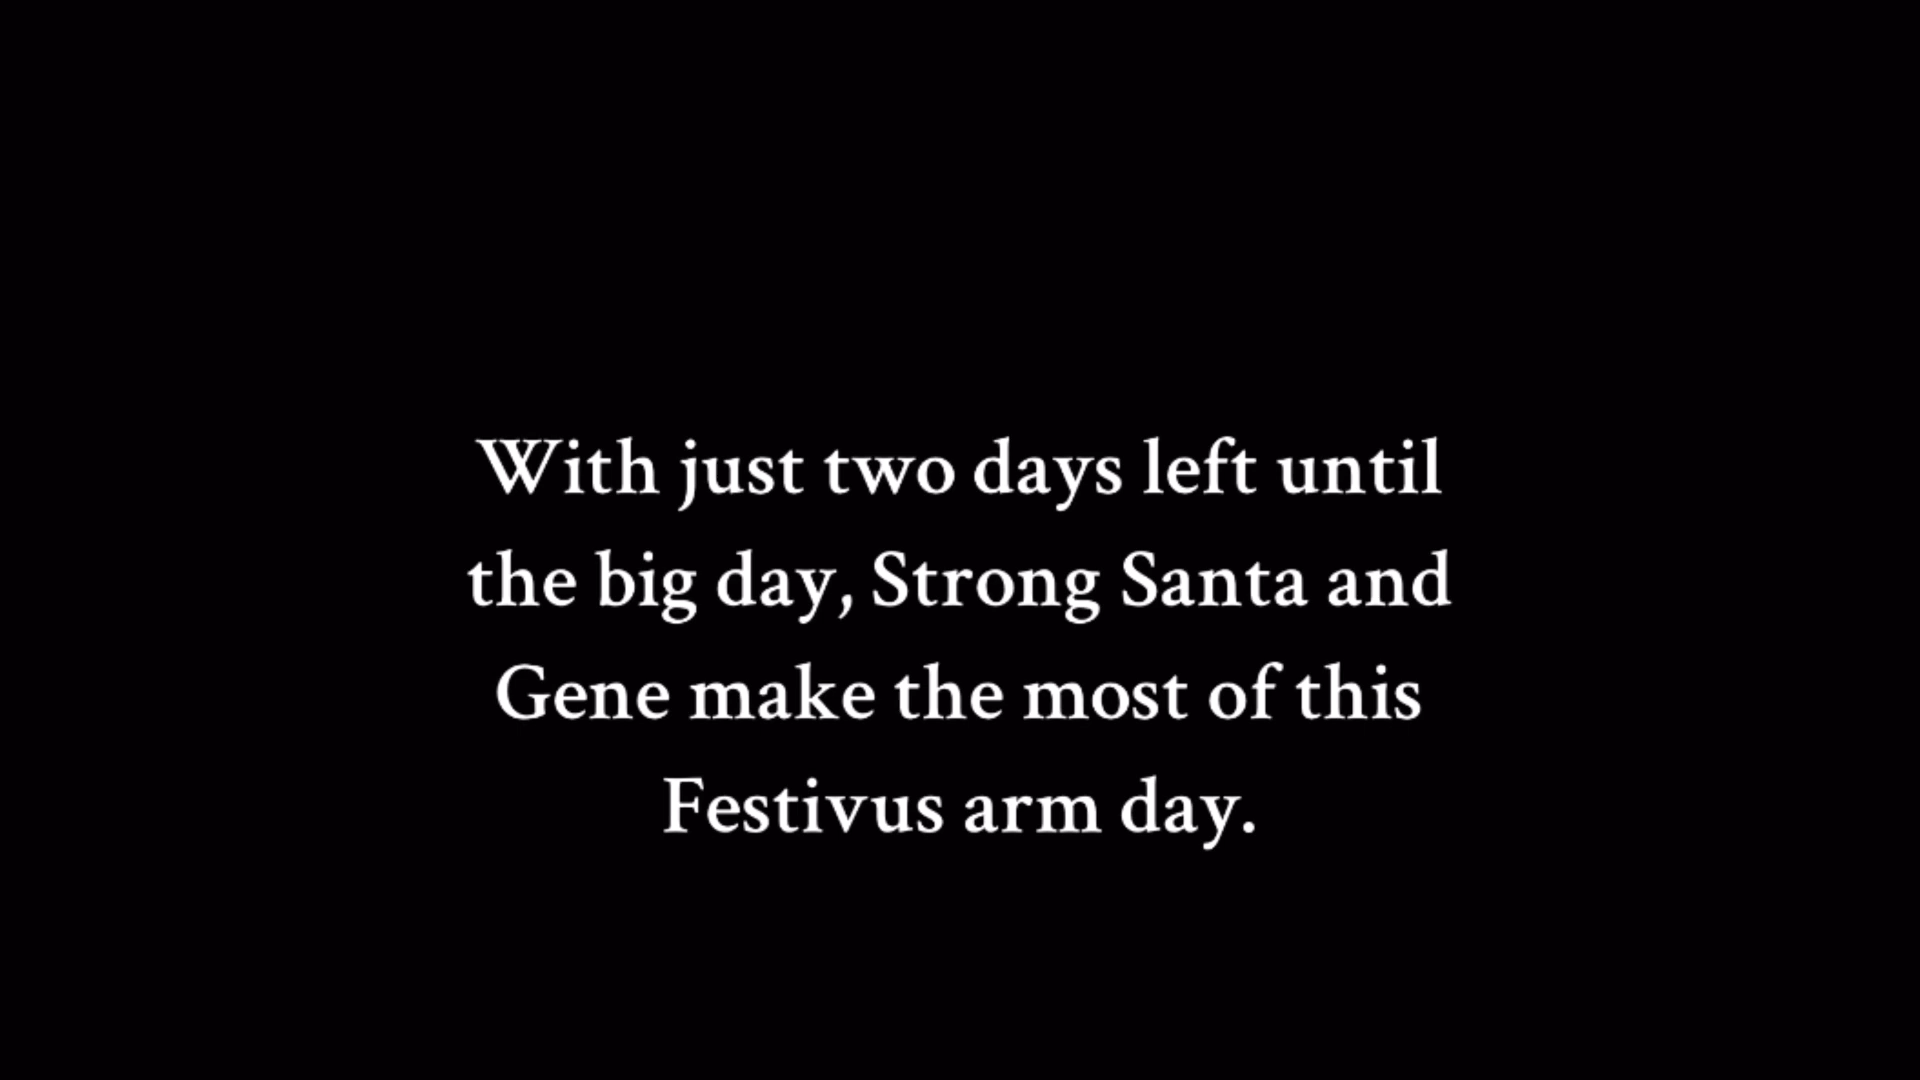 With just two days left until
the big day, Strong Santa and
Gene make the most of this
Festivus arm day.